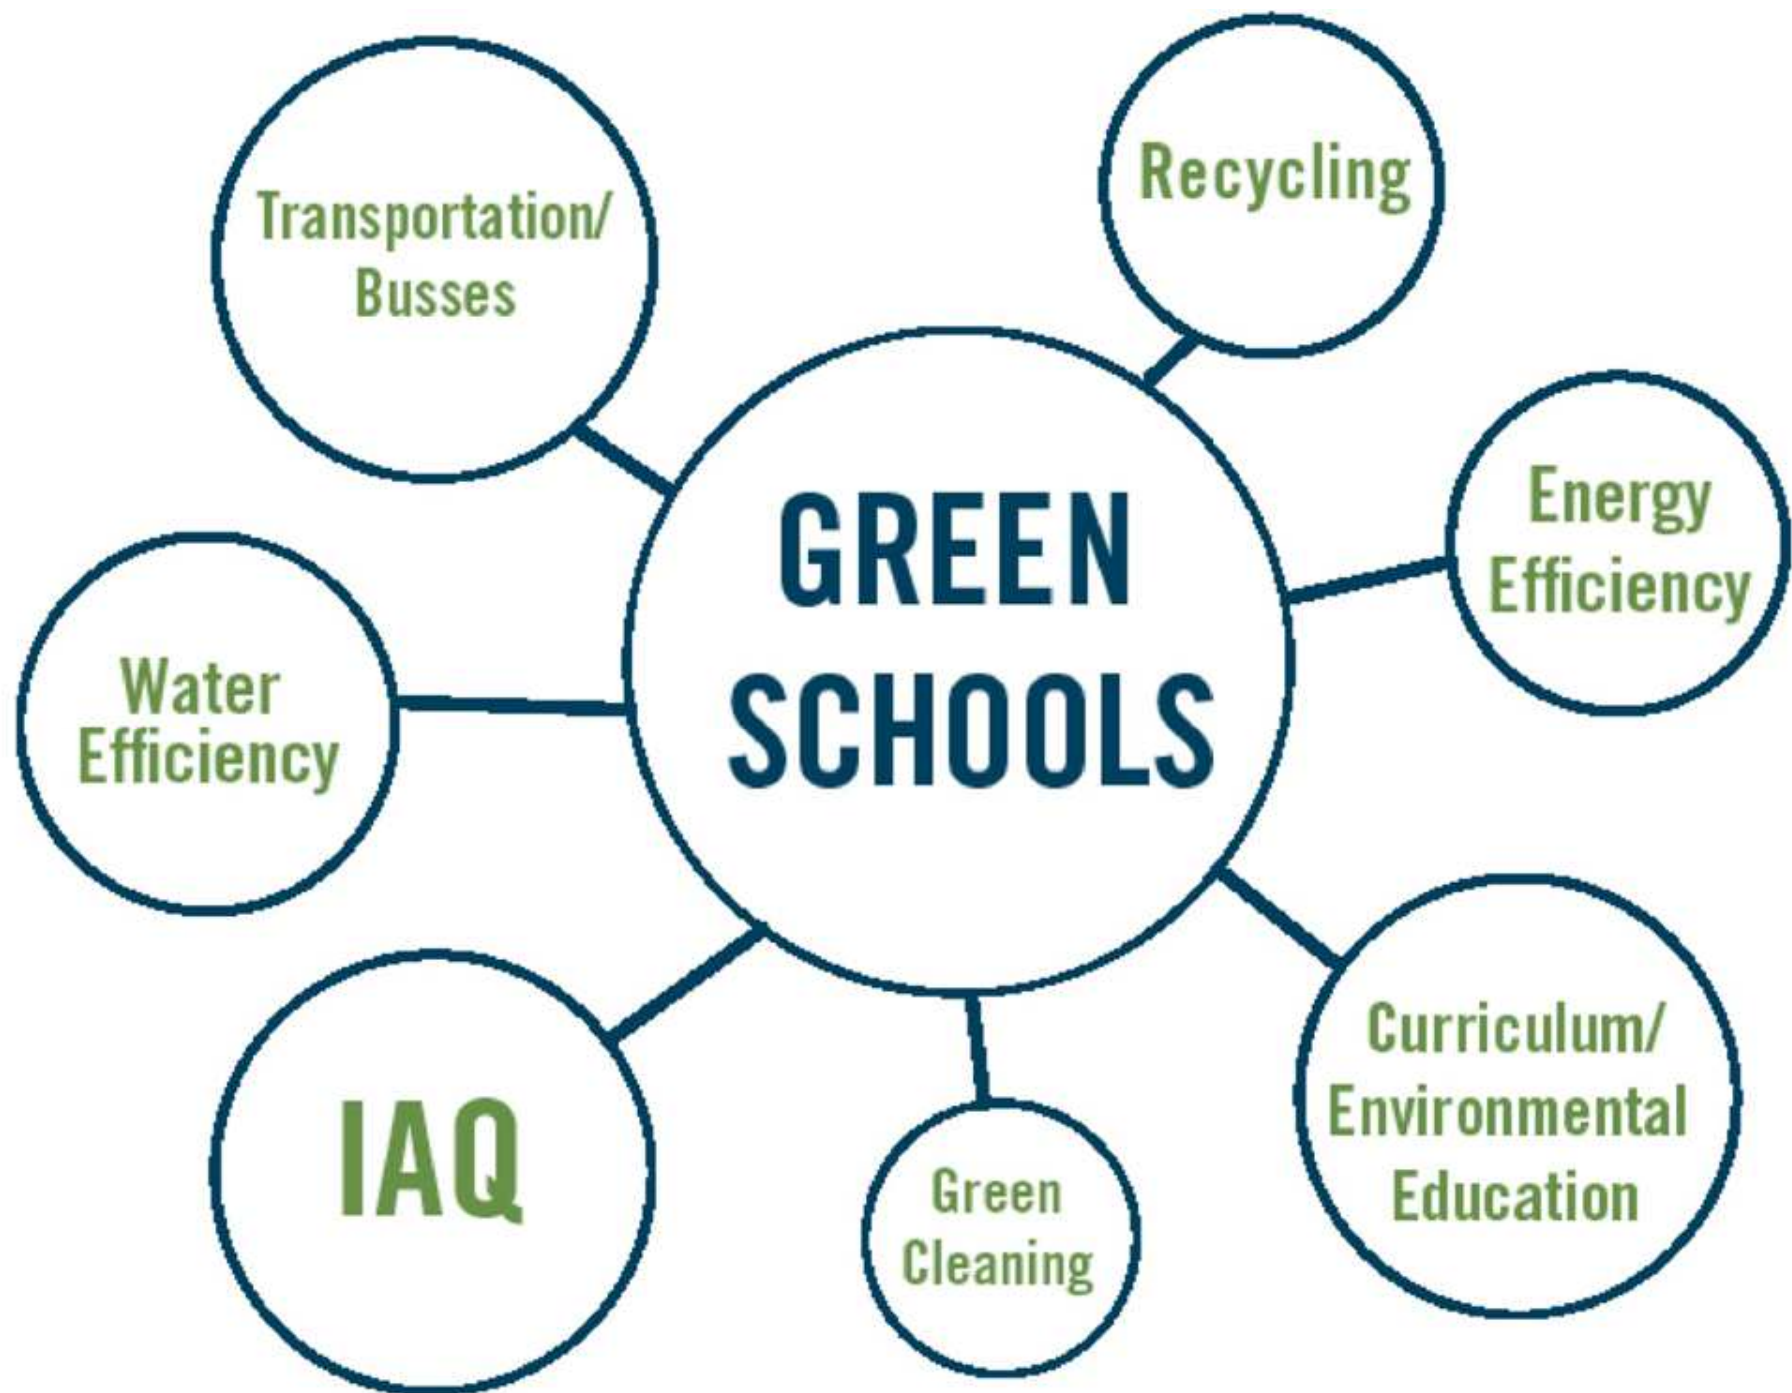 Transportation/
Busses
Recycling
Energy
Efficiency
GREEN
SCHOOLS
Water
Efficiency
Curriculum/
Environmental
Education
IAQ
Green
Cleaning